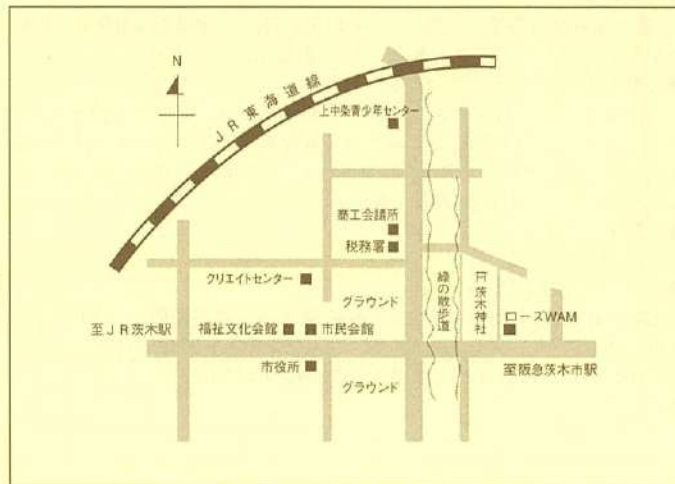 N
JR東海道線
上中条青少年センター
商工会議所
税務署
クリエイトセンター
グラウンド
緑の散歩道
茨木神社
ローズWAM
至JR茨木駅
福祉文化会館
市民会館
市役所
グラウンド
至阪急茨木市駅